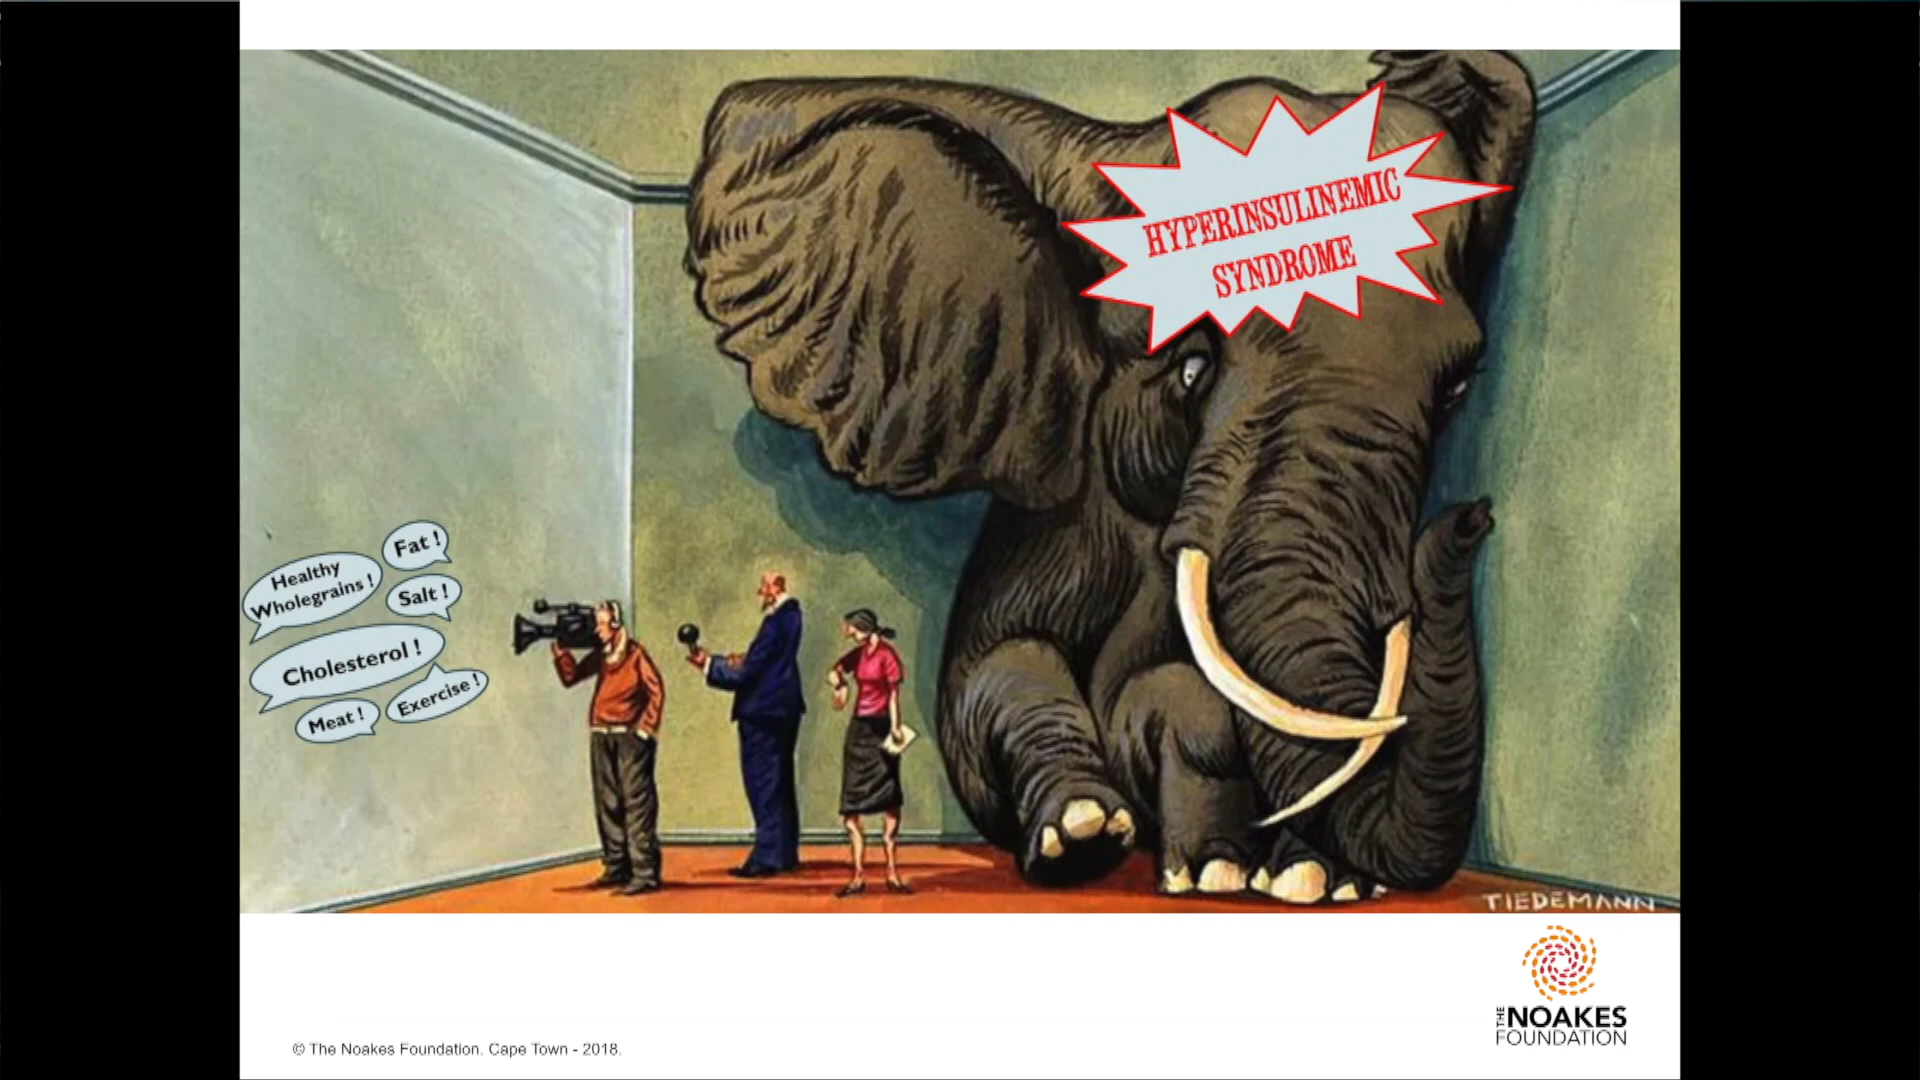 HYPERINSULINEMIC
SYNDROME
Fat !
Healthy
Wholegrains !
Salt !
Cholesterol !
Exercise !
Meat !
TIEDEMANN
THE NOAKES
FOUNDATION
© The Noakes Foundation. Cape Town - 2018.